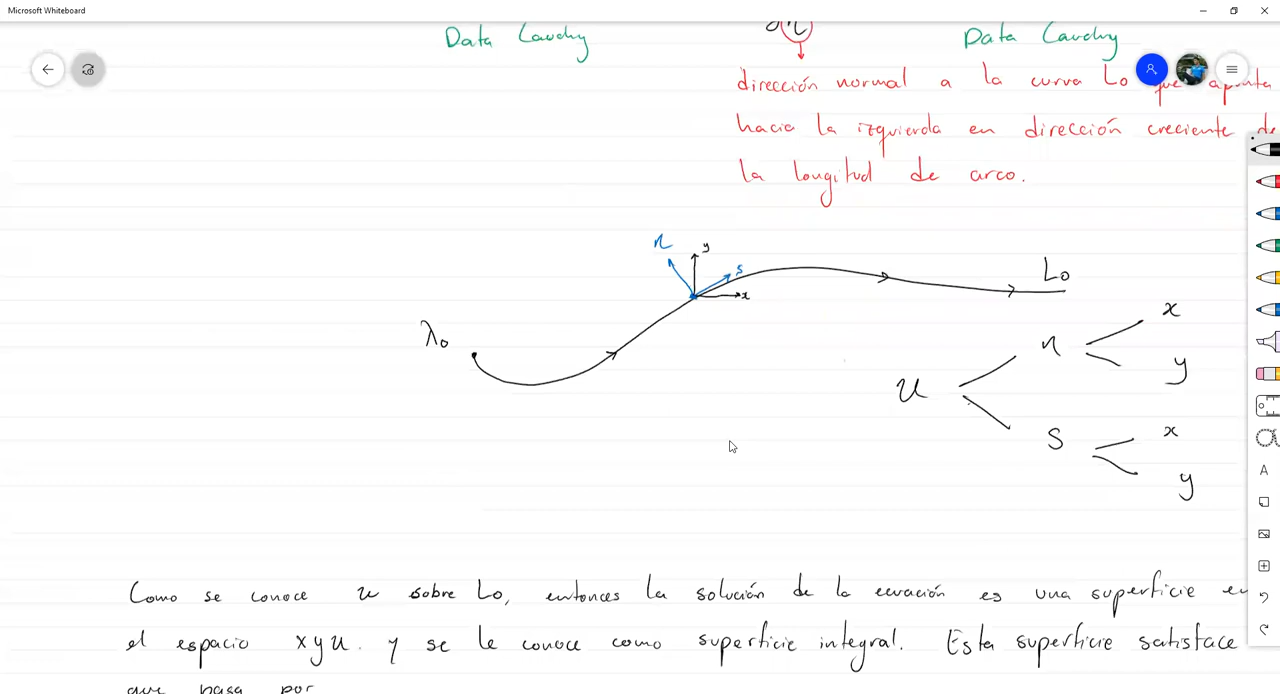 Microsoft Whiteboard
Data Cauchy
Data Cauchy
dirección normal a la curva Lo que apunta
hacia la izquierda en dirección creciente de
la longitud de arco.
n
y
s
x
Lo
λo
x
n
y
u
x
s
y
A
Como se conoce u sobre Lo, entonces la solución de la ecuación es una superficie en
el espacio xyu. y se le conoce como superficie integral. Esta superficie satisface
que pasa por